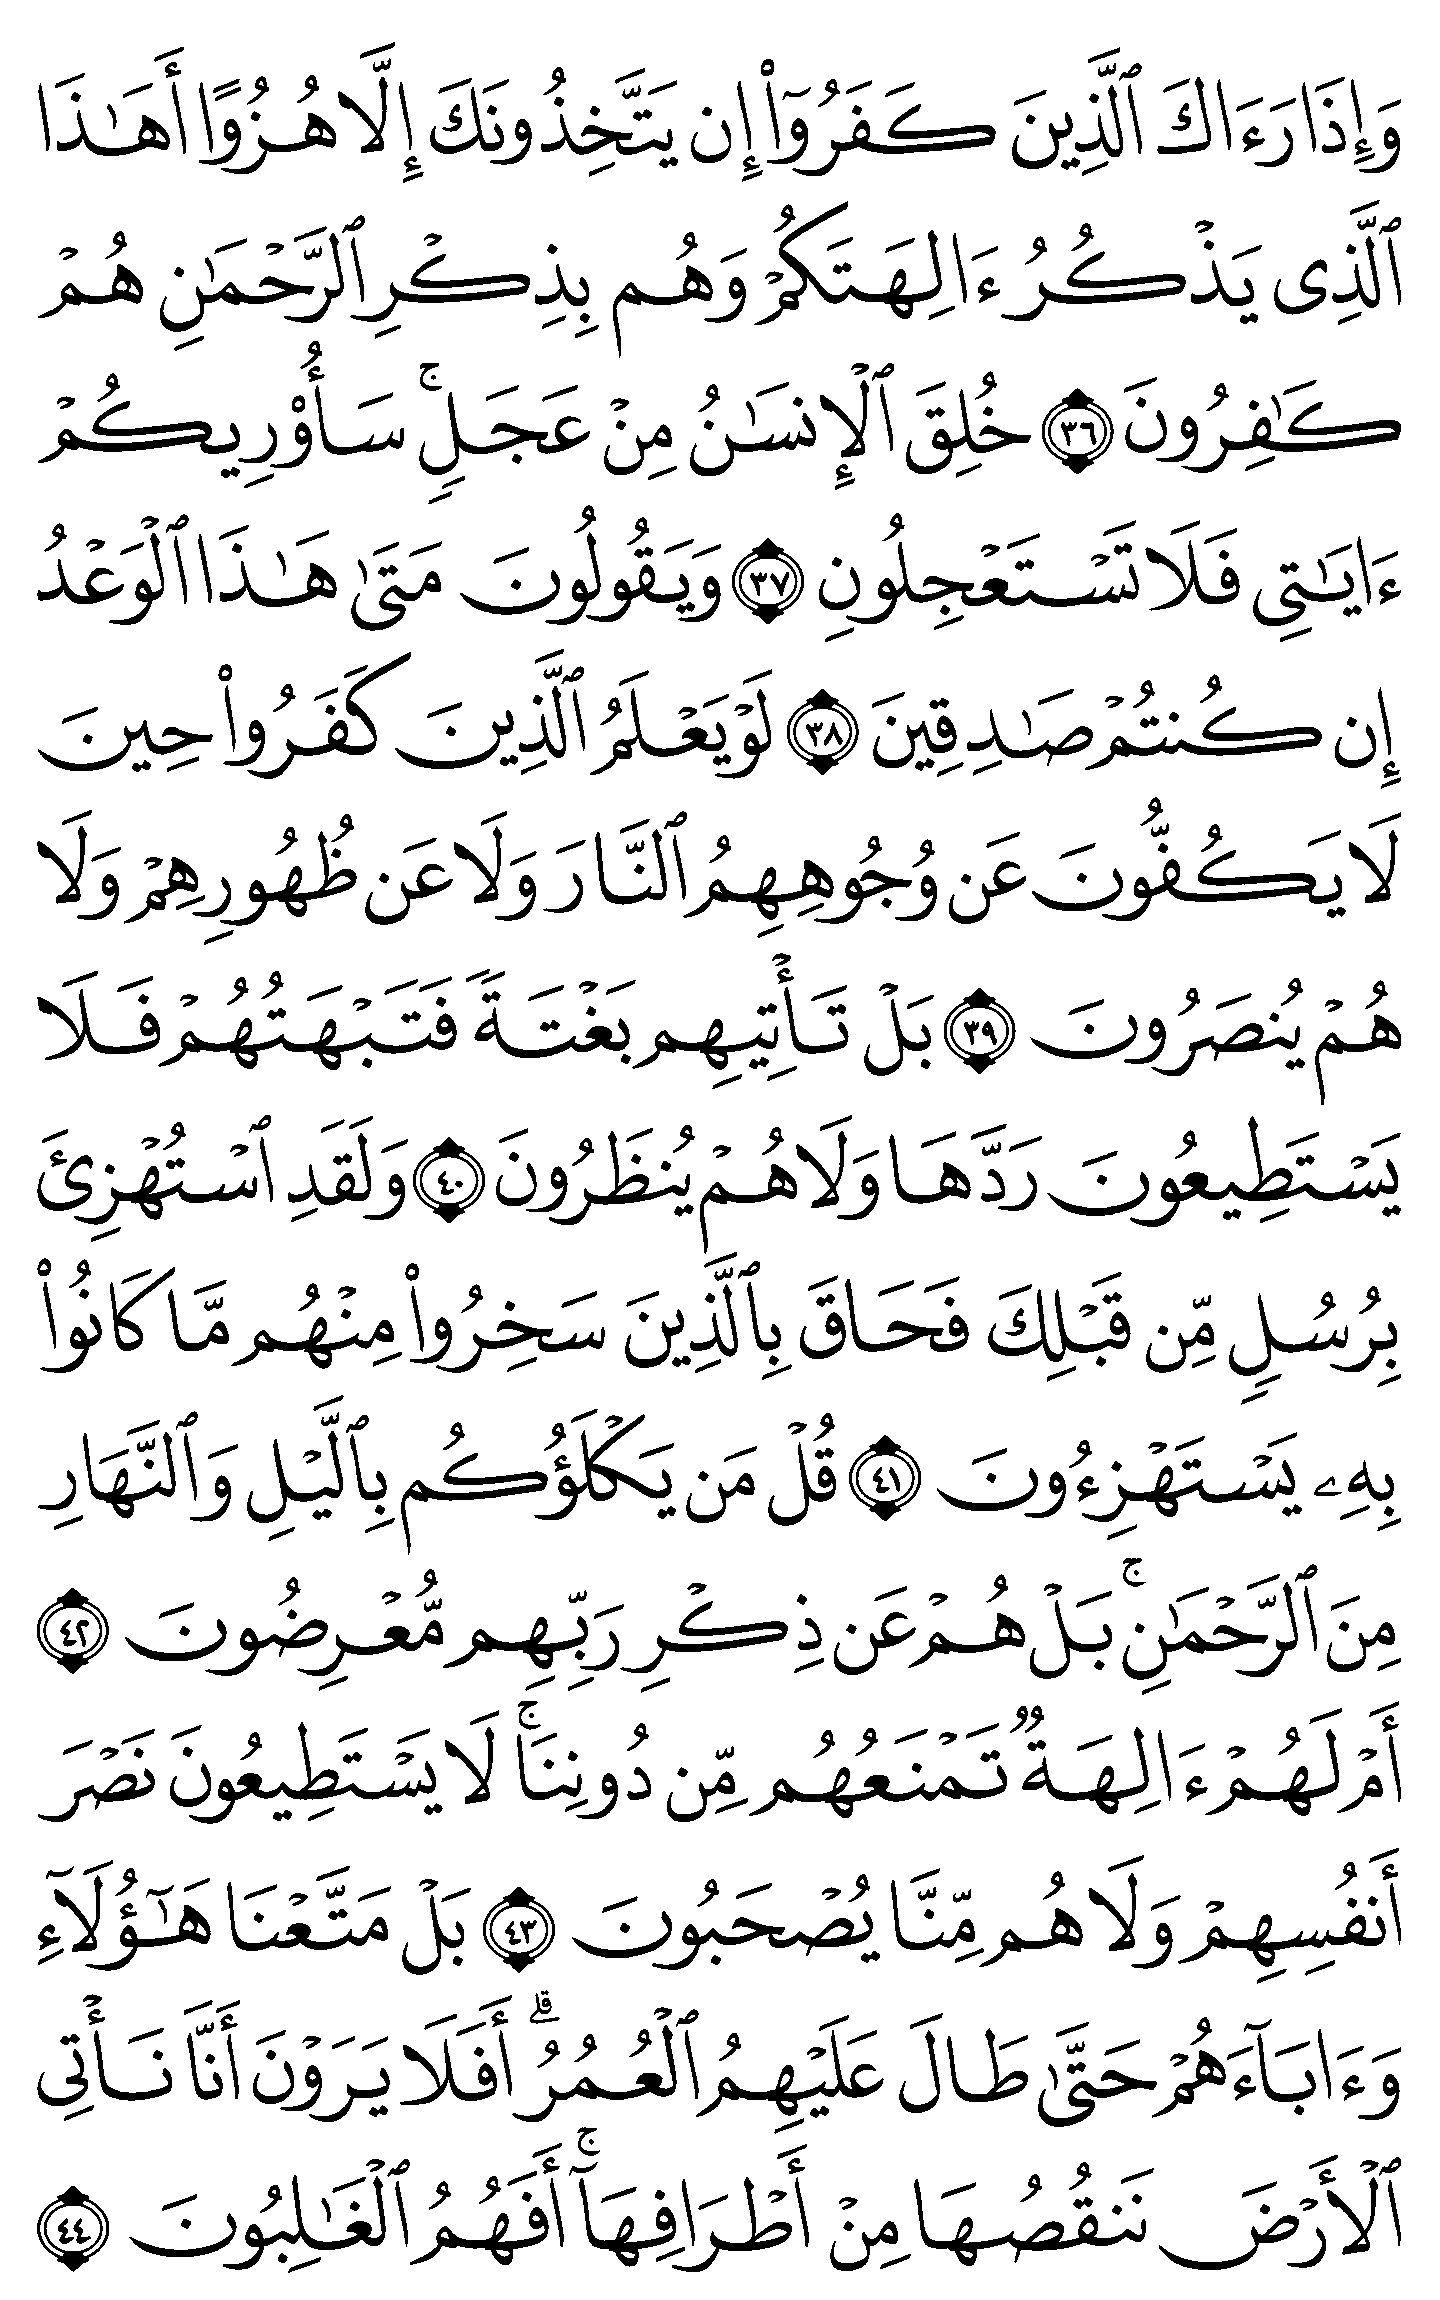 وَإِذَا رَءَاكَ ٱلَّذِينَ كَفَرُوٓا۟ إِن يَتَّخِذُونَكَ إِلَّا هُزُوًا أَهَٰذَا
ٱلَّذِى يَذْكُرُ ءَالِهَتَكُمْ وَهُم بِذِكْرِ ٱلرَّحْمَٰنِ هُمْ
كَٰفِرُونَ ٣٦ خُلِقَ ٱلْإِنسَٰنُ مِنْ عَجَلٍ ۚ سَأُو۟رِيكُمْ
ءَايَٰتِى فَلَا تَسْتَعْجِلُونِ ٣٧ وَيَقُولُونَ مَتَىٰ هَٰذَا ٱلْوَعْدُ
إِن كُنتُمْ صَٰدِقِينَ ٣٨ لَوْ يَعْلَمُ ٱلَّذِينَ كَفَرُوا۟ حِينَ
لَا يَكُفُّونَ عَن وُجُوهِهِمُ ٱلنَّارَ وَلَا عَن ظُهُورِهِمْ وَلَا
هُمْ يُنصَرُونَ ٣٩ بَلْ تَأْتِيهِم بَغْتَةً فَتَبْهَتُهُمْ فَلَا
يَسْتَطِيعُونَ رَدَّهَا وَلَا هُمْ يُنظَرُونَ ٤٠ وَلَقَدِ ٱسْتُهْزِئَ
بِرُسُلٍ مِّن قَبْلِكَ فَحَاقَ بِٱلَّذِينَ سَخِرُوا۟ مِنْهُم مَّا كَانُوا۟
بِهِۦ يَسْتَهْزِءُونَ ٤١ قُلْ مَن يَكْلَؤُكُم بِٱلَّيْلِ وَٱلنَّهَارِ
مِنَ ٱلرَّحْمَٰنِ ۚ بَلْ هُمْ عَن ذِكْرِ رَبِّهِم مُّعْرِضُونَ ٤٢
أَمْ لَهُمْ ءَالِهَةٌ تَمْنَعُهُم مِّن دُونِنَا ۚ لَا يَسْتَطِيعُونَ نَصْرَ
أَنفُسِهِمْ وَلَا هُم مِّنَّا يُصْحَبُونَ ٤٣ بَلْ مَتَّعْنَا هَٰٓؤُلَآءِ
وَءَابَآءَهُمْ حَتَّىٰ طَالَ عَلَيْهِمُ ٱلْعُمُرُ ۗ أَفَلَا يَرَوْنَ أَنَّا نَأْتِى
ٱلْأَرْضَ نَنقُصُهَا مِنْ أَطْرَافِهَآ ۚ أَفَهُمُ ٱلْغَٰلِبُونَ ٤٤